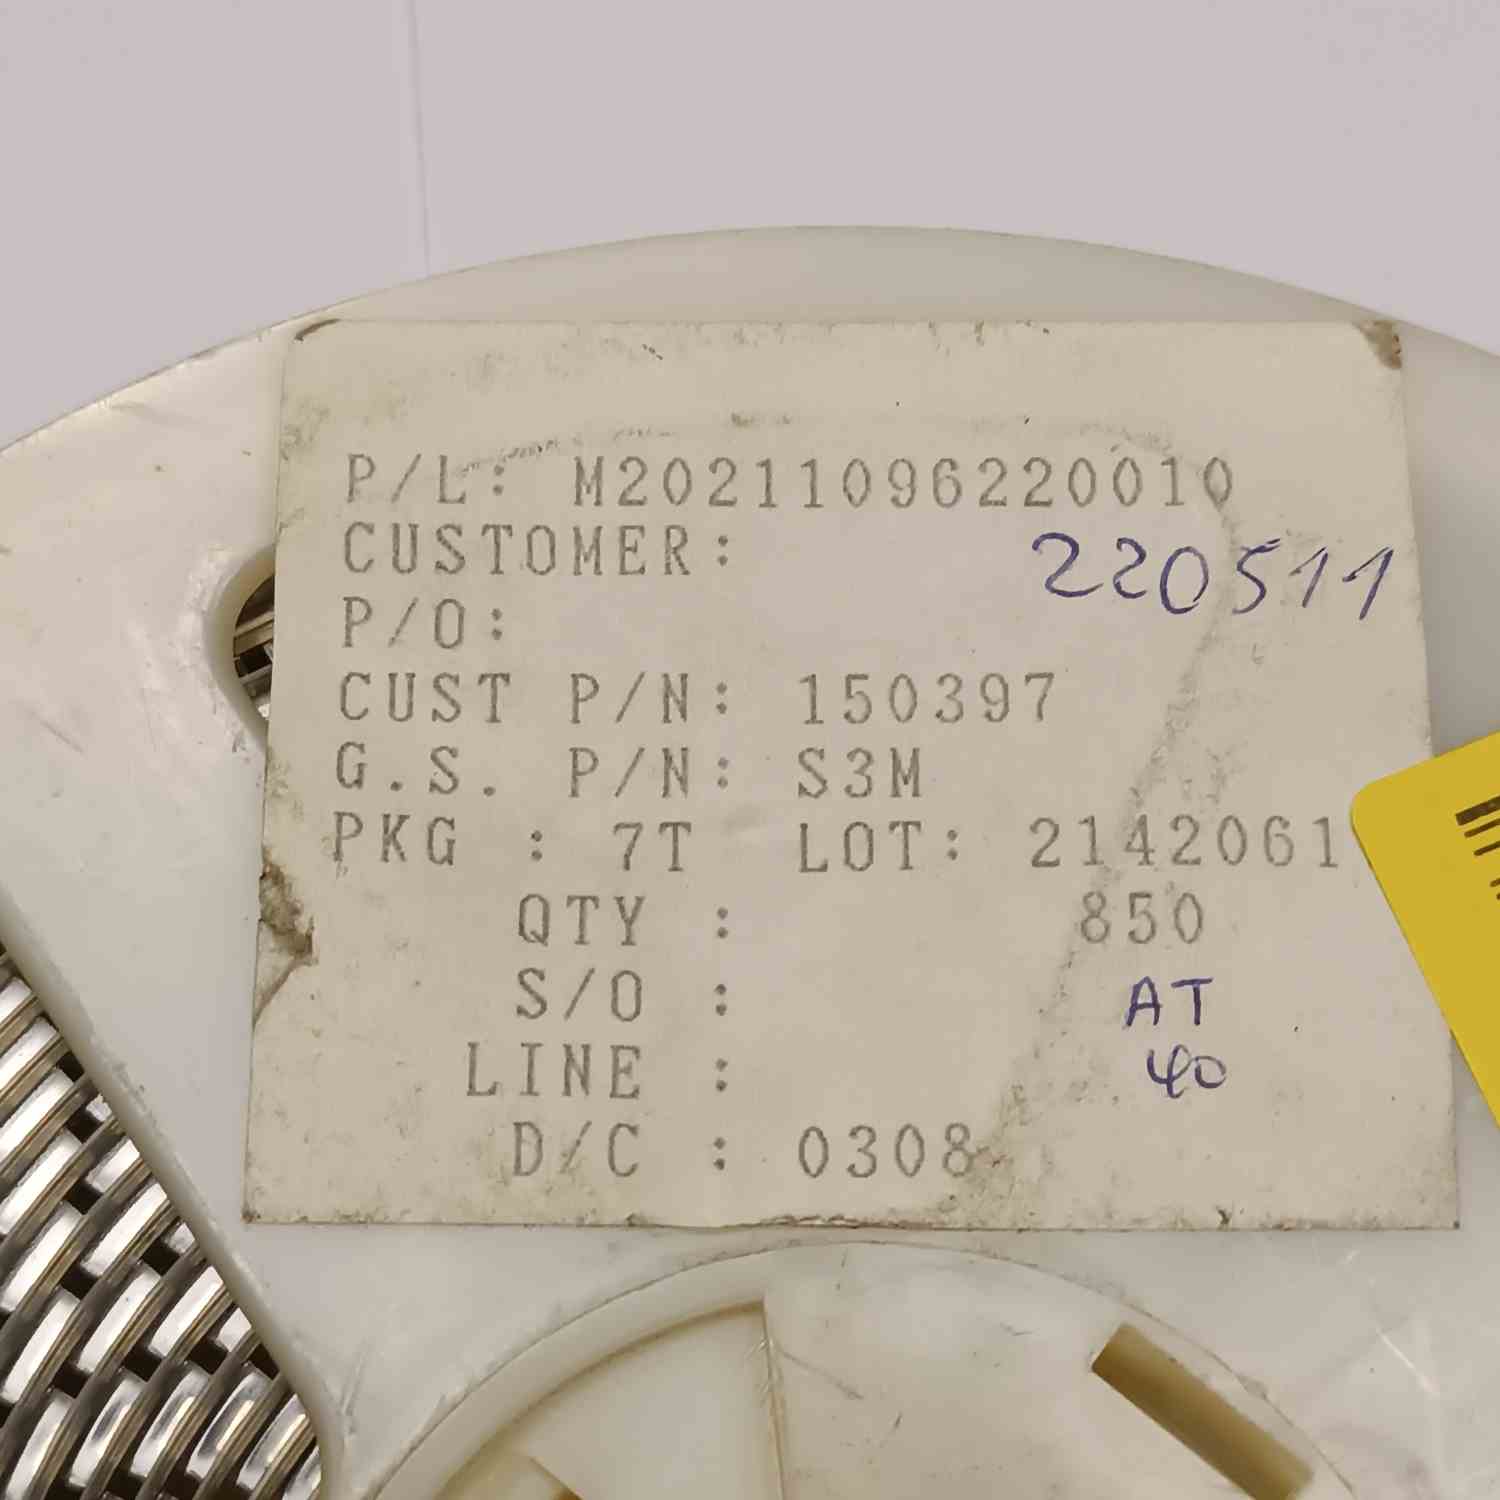 P/L: M20211096220010
CUSTOMER:
220511
P/O:
CUST P/N: 150397
G.S. P/N: S3M
PKG : 7T LOT: 2142061
QTY : 850
S/O : AT
LINE : 40
D/C : 0308